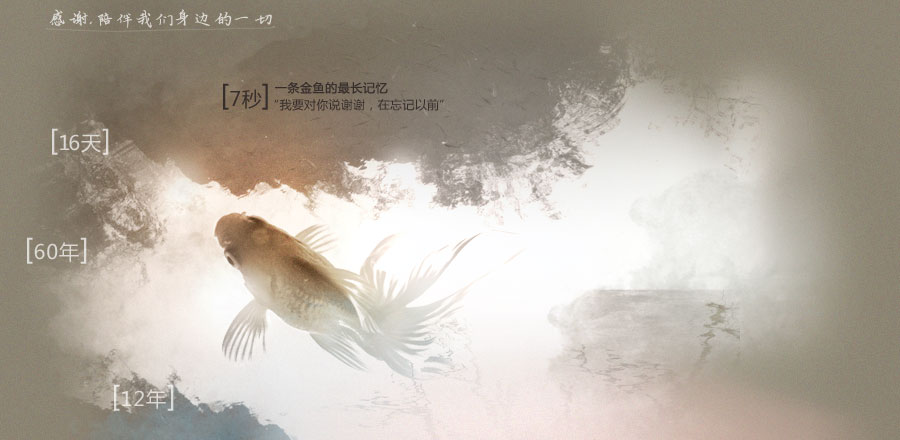 感谢,陪伴我们身边的一切
[7秒] 一条金鱼的最长记忆
“我要对你说谢谢，在忘记以前”
[16天]
[60年]
[12年]